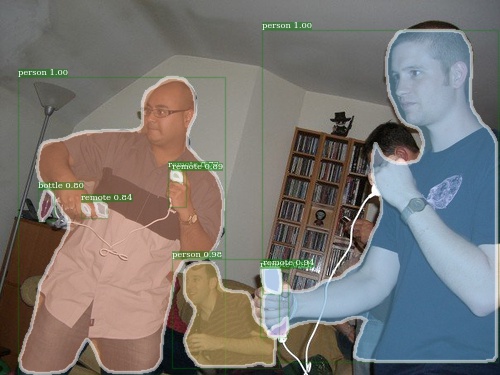 person 1.00
person 1.00
remote 0.89
bottle 0.80
remote 0.84
person 0.98
remote 0.94